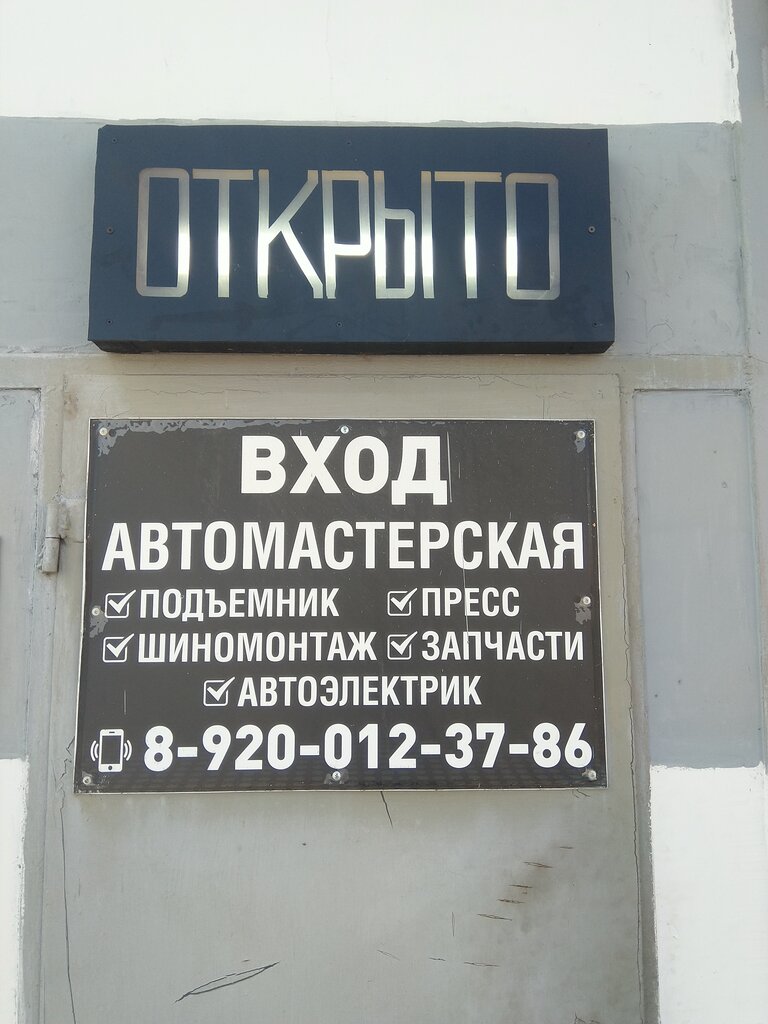 ОТКРЫТО
ВХОД
АВТОМАСТЕРСКАЯ
ПОДЪЕМНИК ПРЕСС
ШИНОМОНТАЖ ЗАПЧАСТИ
АВТОЭЛЕКТРИК
8-920-012-37-86